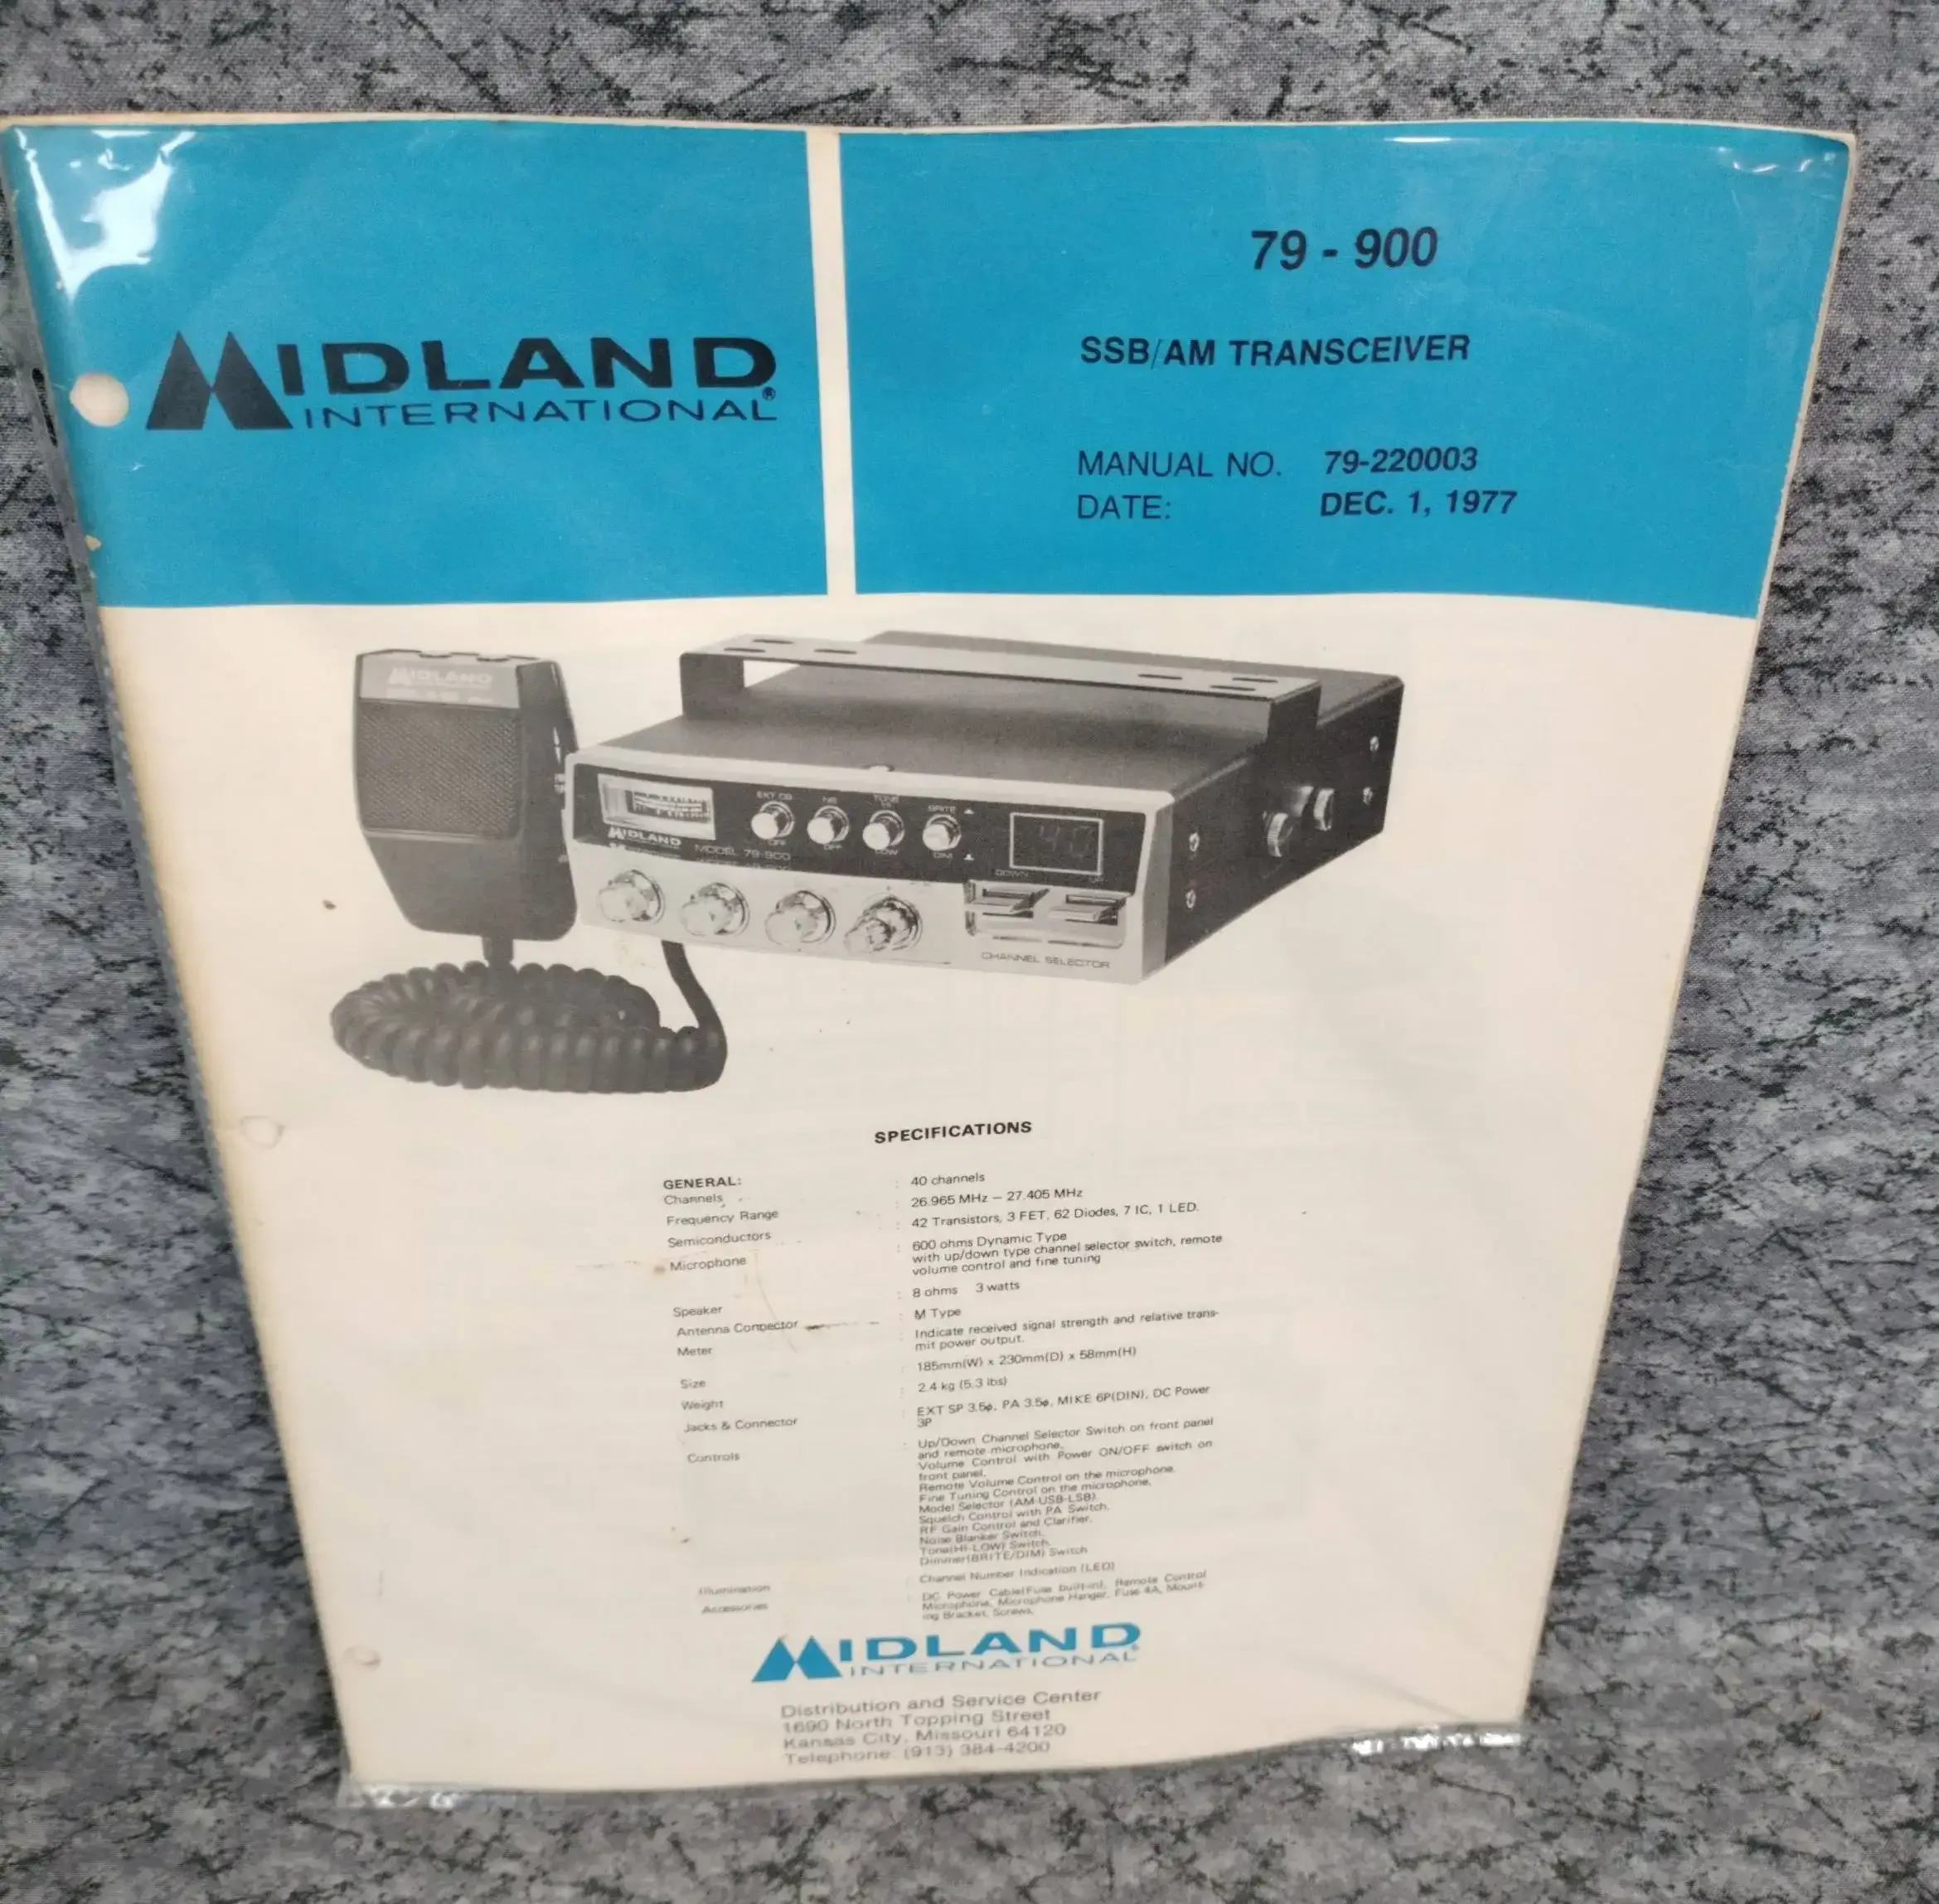 MIDLAND®
INTERNATIONAL
79 - 900
SSB/AM TRANSCEIVER
MANUAL NO. 79-220003
DATE: DEC. 1, 1977
MIDLAND
EXT CB
NB
TONE
HI
BRITE
OFF
OFF
LOW
DIM
MIDLAND
MODEL 79-900
40
DOWN
UP
CHANNEL SELECTOR
SPECIFICATIONS
GENERAL:
Channels : 40 channels
Frequency Range : 26.965 MHz – 27.405 MHz
Semiconductors : 42 Transistors, 3 FET, 62 Diodes, 7 IC, 1 LED.
Microphone : 600 ohms Dynamic Type
with up/down type channel selector switch, remote
volume control and fine tuning
Speaker : 8 ohms 3 watts
Antenna Connector : M Type
Meter : Indicate received signal strength and relative trans-
mit power output.
Size : 185mm(W) x 230mm(D) x 58mm(H)
Weight : 2.4 kg (5.3 lbs)
Jacks & Connector : EXT SP 3.5φ, PA 3.5φ, MIKE 6P(DIN), DC Power
3P
Controls : Up/Down Channel Selector Switch on front panel
and remote microphone.
Volume Control with Power ON/OFF switch on
front panel.
Remote Volume Control on the microphone.
Fine Tuning Control on the microphone.
Model Selector (AM-USB-LSB).
Squelch Control with PA Switch.
RF Gain Control and Clarifier.
Noise Blanker Switch.
Tone(HI-LOW) Switch.
Dimmer(BRITE/DIM) Switch
Illumination : Channel Number Indication (LED)
Accessories : DC Power Cable(Fuse built-in), Remote Control
Microphone, Microphone Hanger, Fuse 4A, Mount-
ing Bracket, Screws.
MIDLAND®
INTERNATIONAL
Distribution and Service Center
1690 North Topping Street
Kansas City, Missouri 64120
Telephone: (913) 384-4200